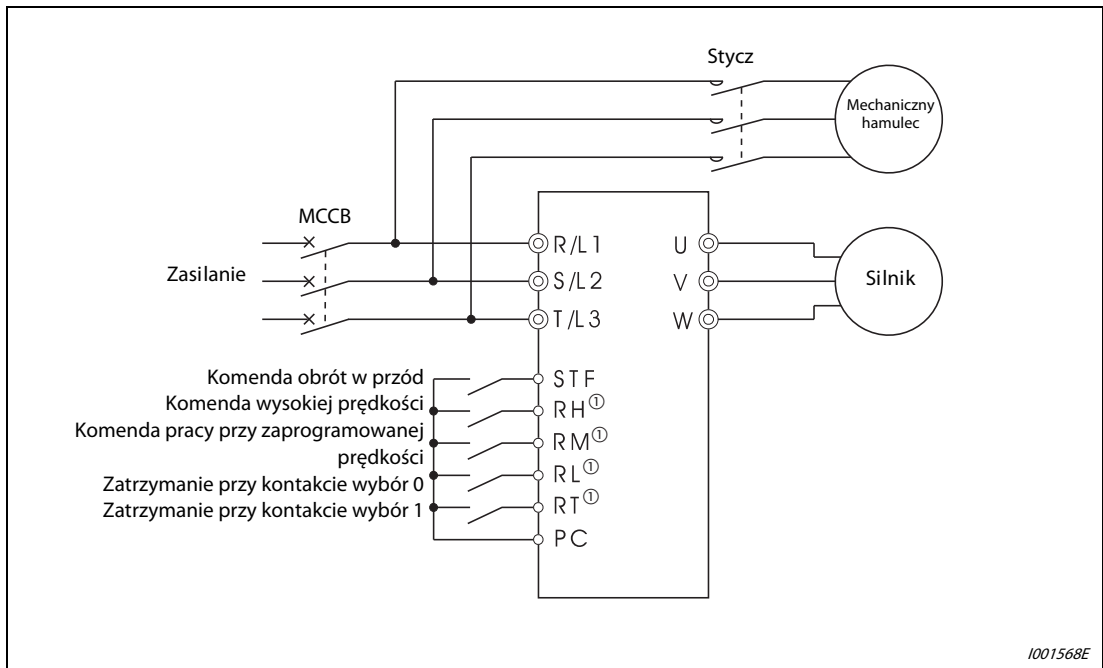 Stycz
Mechaniczny
hamulec
MCCB
Zasilanie
R/L1
S/L2
T/L3
U
V
W
Silnik
Komenda obrót w przód
Komenda wysokiej prędkości
Komenda pracy przy zaprogramowanej
prędkości
Zatrzymanie przy kontakcie wybór 0
Zatrzymanie przy kontakcie wybór 1
STF
RH①
RM①
RL①
RT①
PC
I001568E